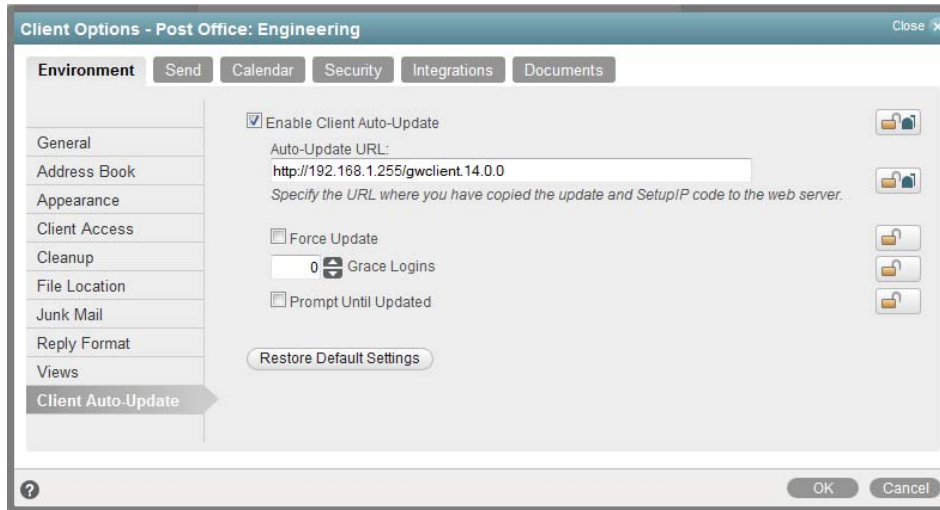 Client Options - Post Office: Engineering
Close x
Environment Send Calendar Security Integrations Documents
General
Address Book
Appearance
Client Access
Cleanup
File Location
Junk Mail
Reply Format
Views
Client Auto-Update
Enable Client Auto-Update
Auto-Update URL:
http://192.168.1.255/gwclient.14.0.0
Specify the URL where you have copied the update and SetupIP code to the web server.
Force Update
0 Grace Logins
Prompt Until Updated
Restore Default Settings
? OK Cancel